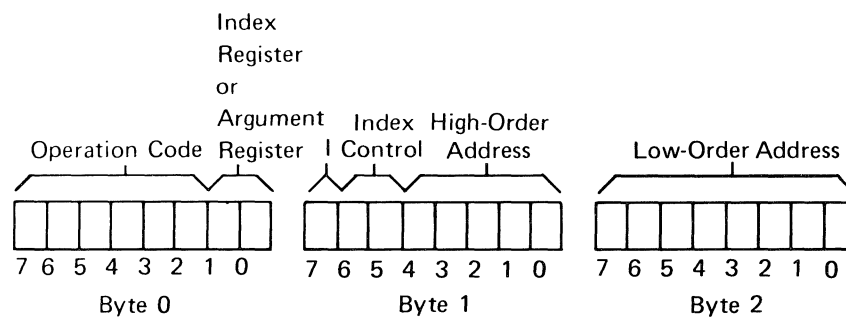 Index
Register
or
Argument
Register
Operation Code
I
Index
Control
High-Order
Address
Low-Order Address
7 6 5 4 3 2 1 0
7 6 5 4 3 2 1 0
7 6 5 4 3 2 1 0
Byte 0
Byte 1
Byte 2